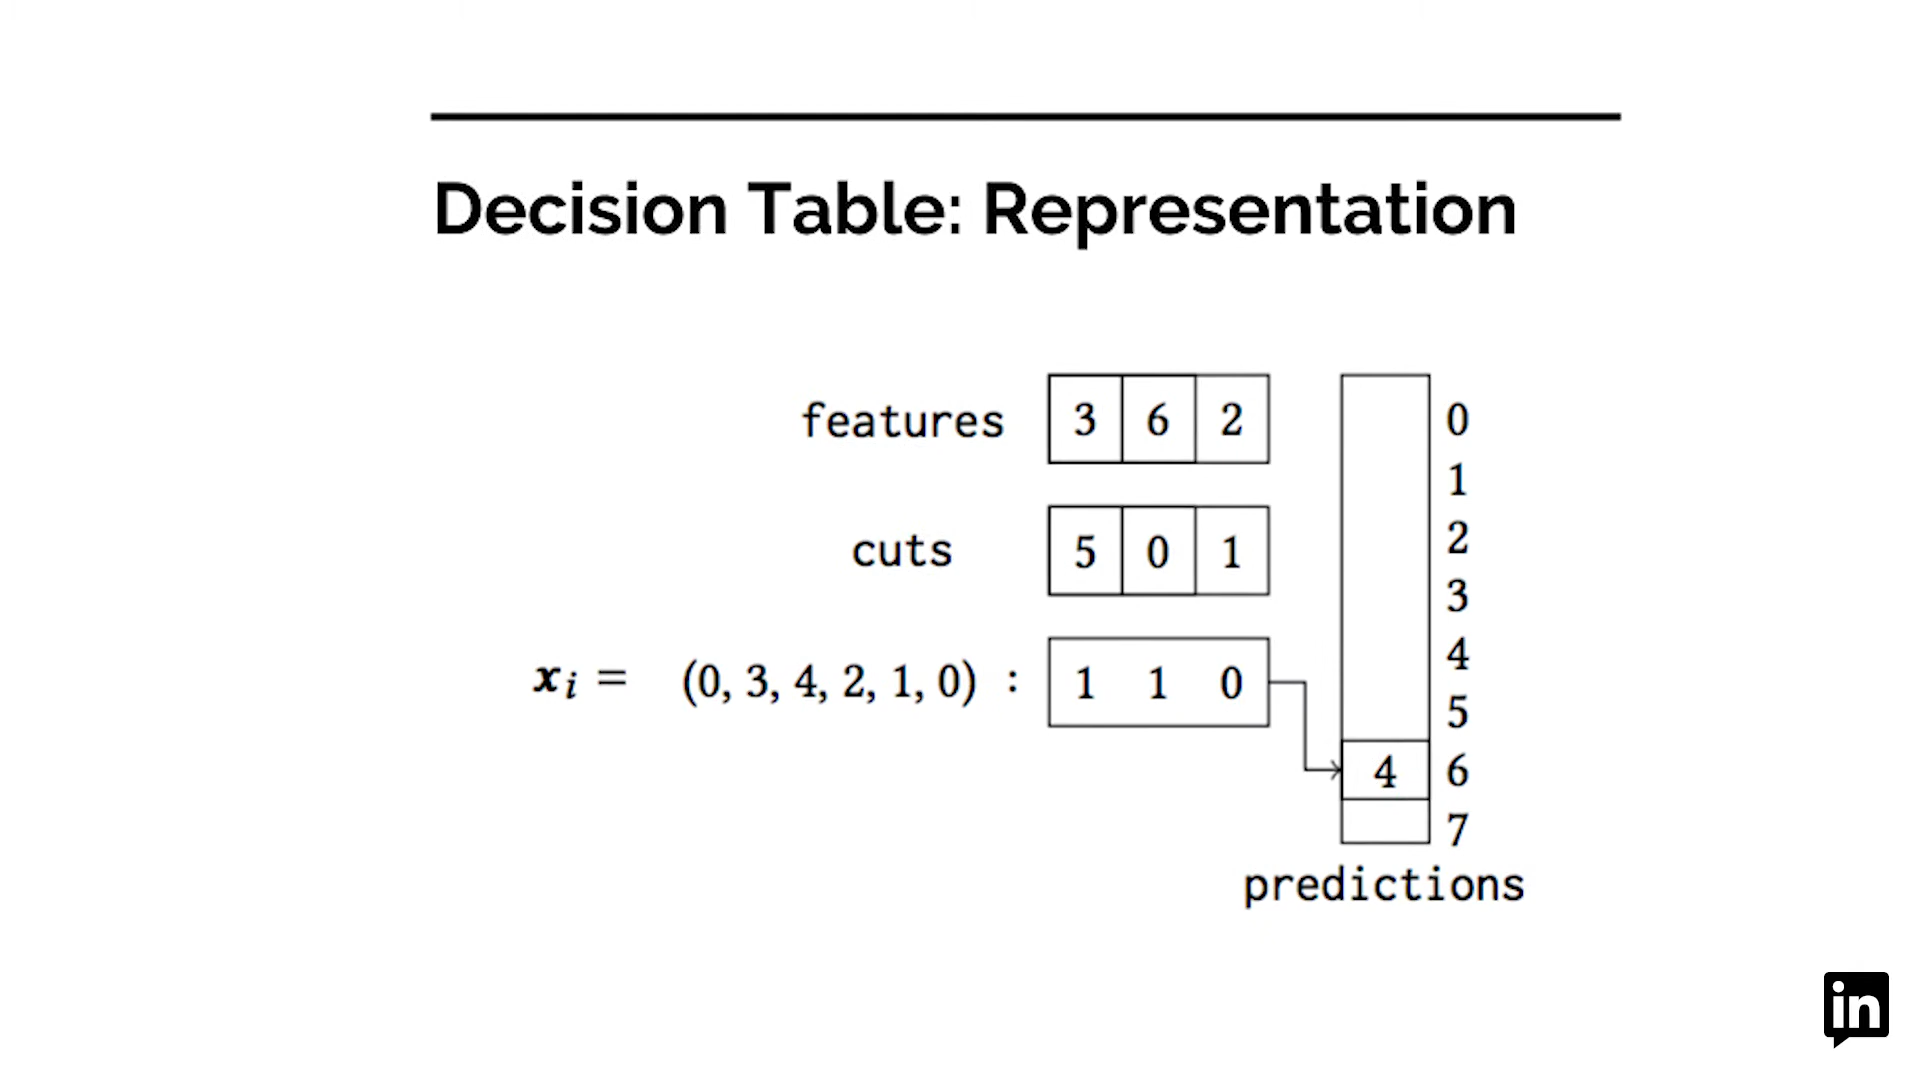 Decision Table: Representation
features 3 6 2
cuts 5 0 1
xi = (0, 3, 4, 2, 1, 0) : 1 1 0
0
1
2
3
4
5
4 6
7
predictions
in